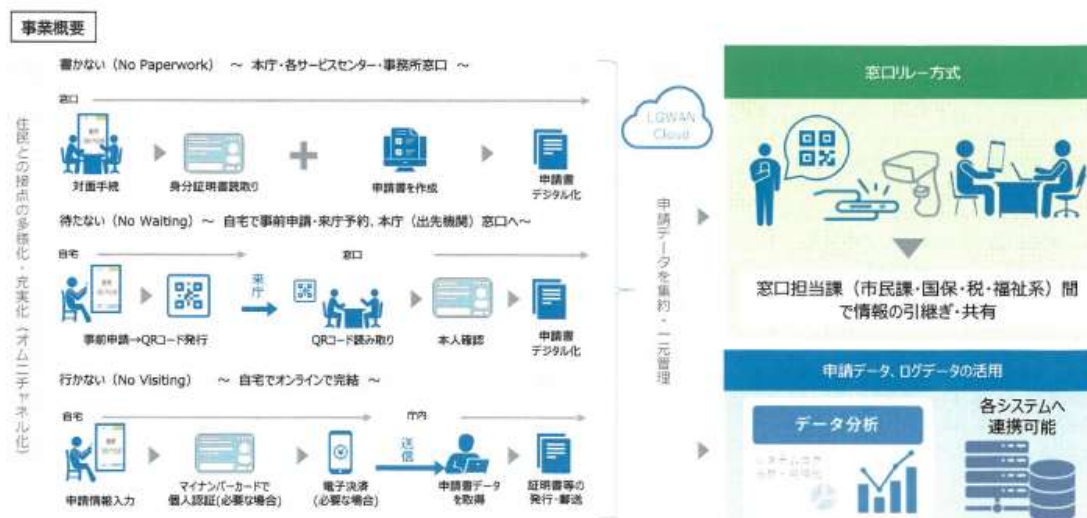 事業概要
書かない（No Paperwork） ～ 本庁・各サービスセンター・事務所窓口 ～
窓口
対面手続
身分証明書読取り
申請書を作成
申請書
デジタル化
待たない（No Waiting）～ 自宅で事前申請・来庁予約、本庁（出先機関）窓口へ～
自宅
窓口
来庁
事前申請→QRコード発行
QRコード読み取り
本人確認
申請書
デジタル化
行かない（No Visiting） ～ 自宅でオンラインで完結 ～
自宅
庁内
送信
申請情報入力
マイナンバーカードで
個人認証(必要な場合)
電子決済
(必要な場合)
申請書データ
を取得
証明書等の
発行・郵送
住民との接点の多様化・充実化（オムニチャネル化）
LGWAN
Cloud
申請データを集約・一元管理
窓口リレー方式
窓口担当課（市民課・国保・税・福祉系）間
で情報の引継ぎ・共有
申請データ、ログデータの活用
データ分析
各システムへ
連携可能